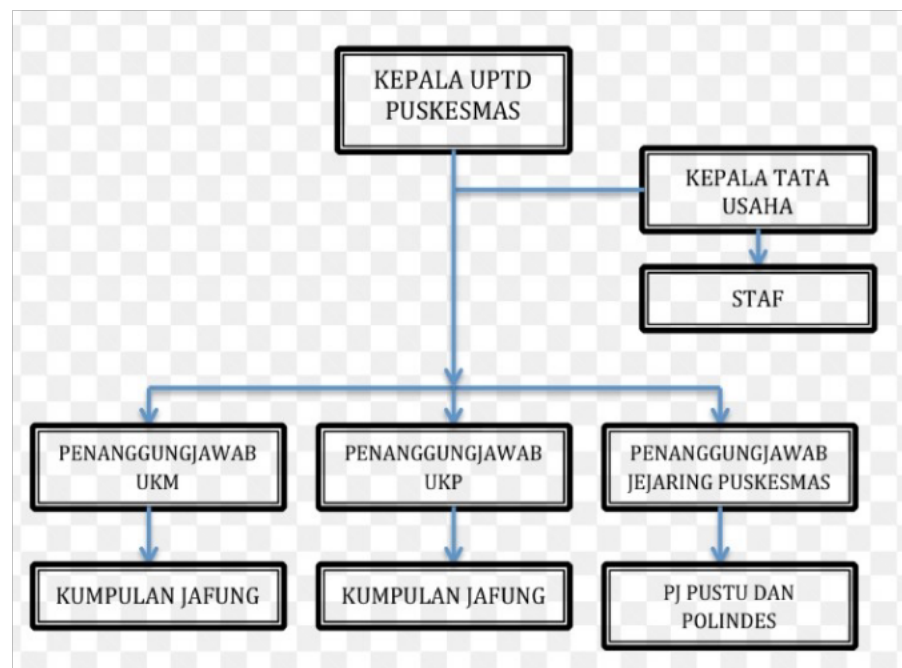 KEPALA UPTD
PUSKESMAS
KEPALA TATA
USAHA
STAF
PENANGGUNGJAWAB
UKM
PENANGGUNGJAWAB
UKP
PENANGGUNGJAWAB
JEJARING PUSKESMAS
KUMPULAN JAFUNG
KUMPULAN JAFUNG
PJ PUSTU DAN
POLINDES